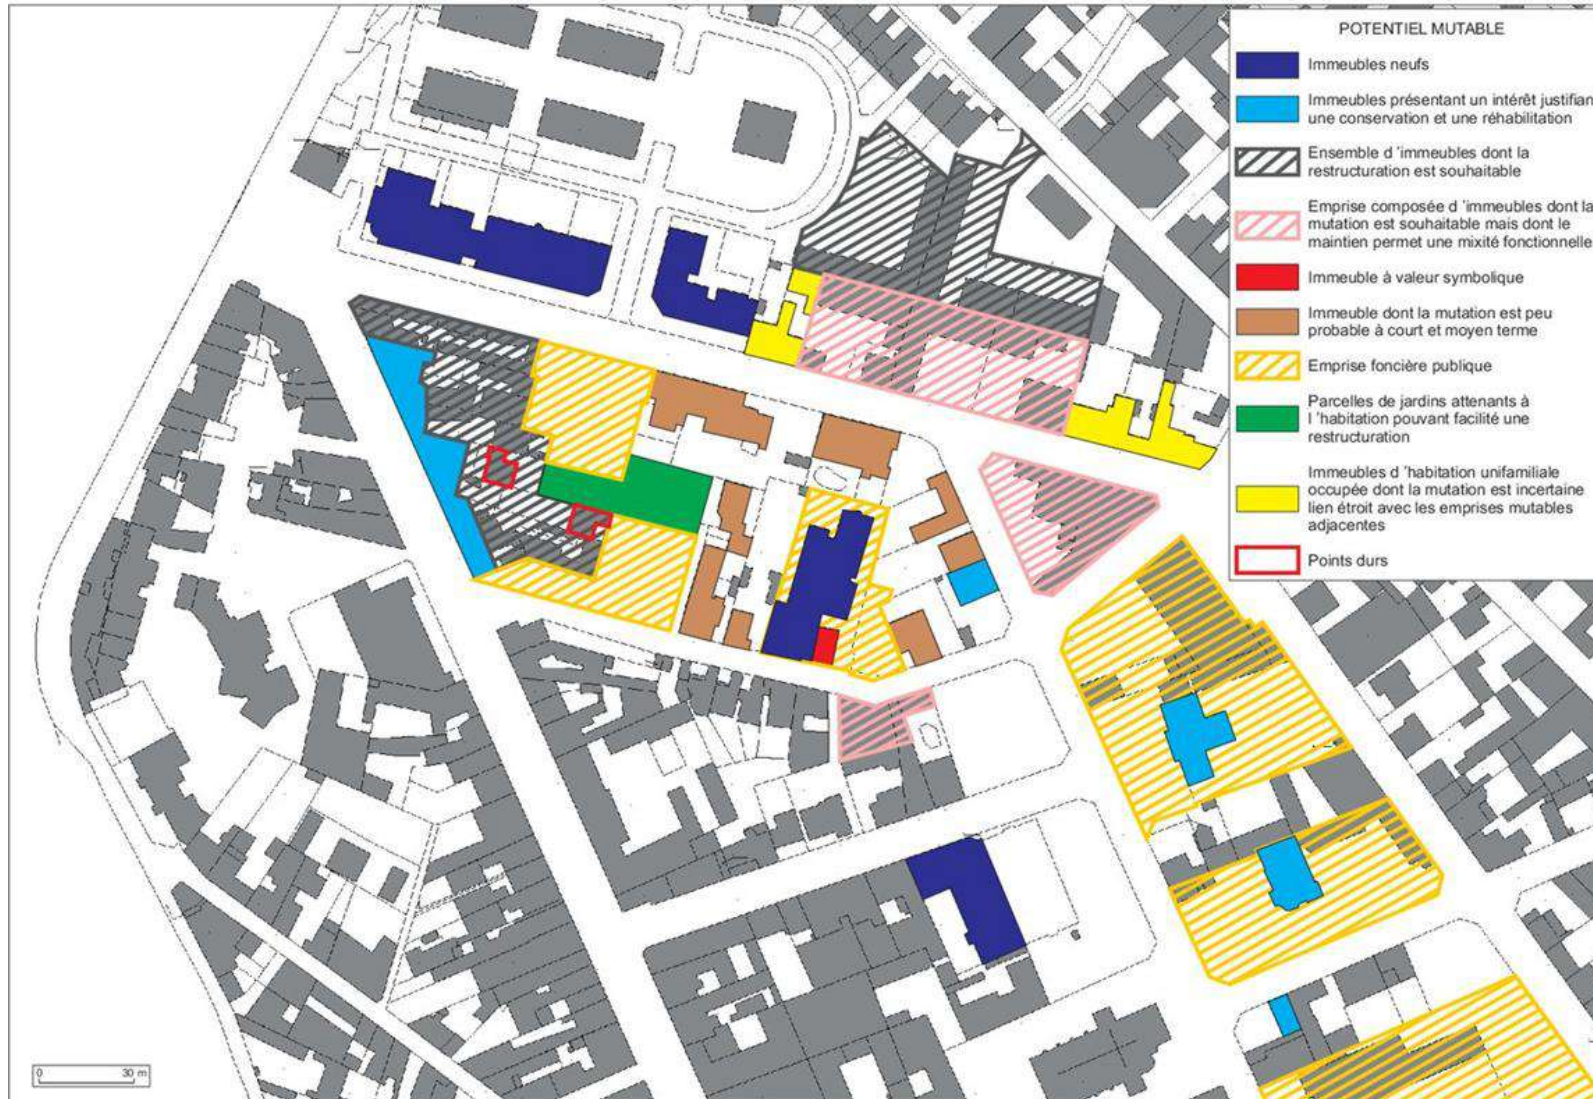 POTENTIEL MUTABLE
Immeubles neufs
Immeubles présentant un intérêt justifian
une conservation et une réhabilitation
Ensemble d 'immeubles dont la
restructuration est souhaitable
Emprise composée d 'immeubles dont la
mutation est souhaitable mais dont le
maintien permet une mixité fonctionnelle
Immeuble à valeur symbolique
Immeuble dont la mutation est peu
probable à court et moyen terme
Emprise foncière publique
Parcelles de jardins attenants à
l 'habitation pouvant facilité une
restructuration
Immeubles d 'habitation unifamiliale
occupée dont la mutation est incertaine
lien étroit avec les emprises mutables
adjacentes
Points durs
0 30 m